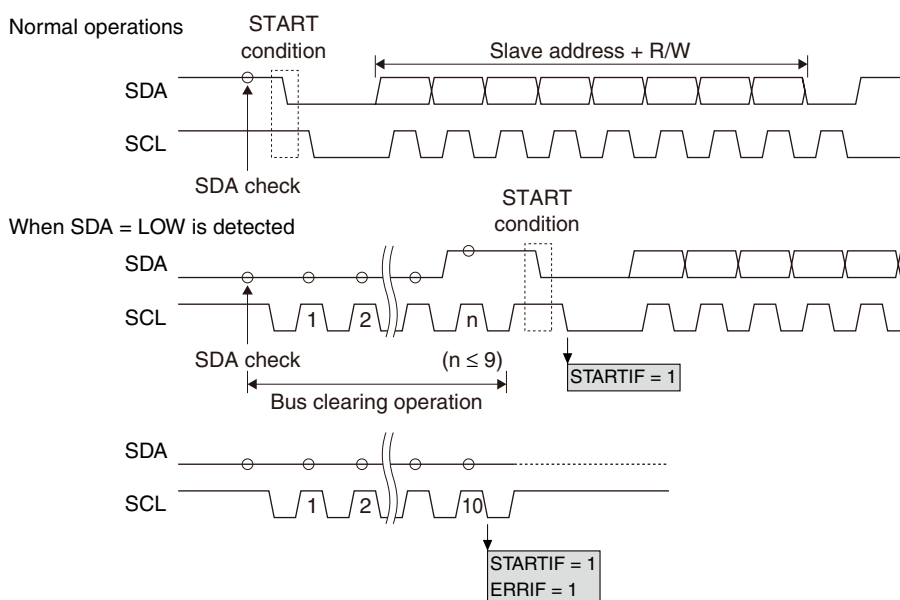 Normal operations
START
condition
Slave address + R/W
SDA
SCL
SDA check
START
condition
When SDA = LOW is detected
SDA
SCL
1
2
n
SDA check
(n ≤ 9)
STARTIF = 1
Bus clearing operation
SDA
SCL
1
2
10
STARTIF = 1
ERRIF = 1